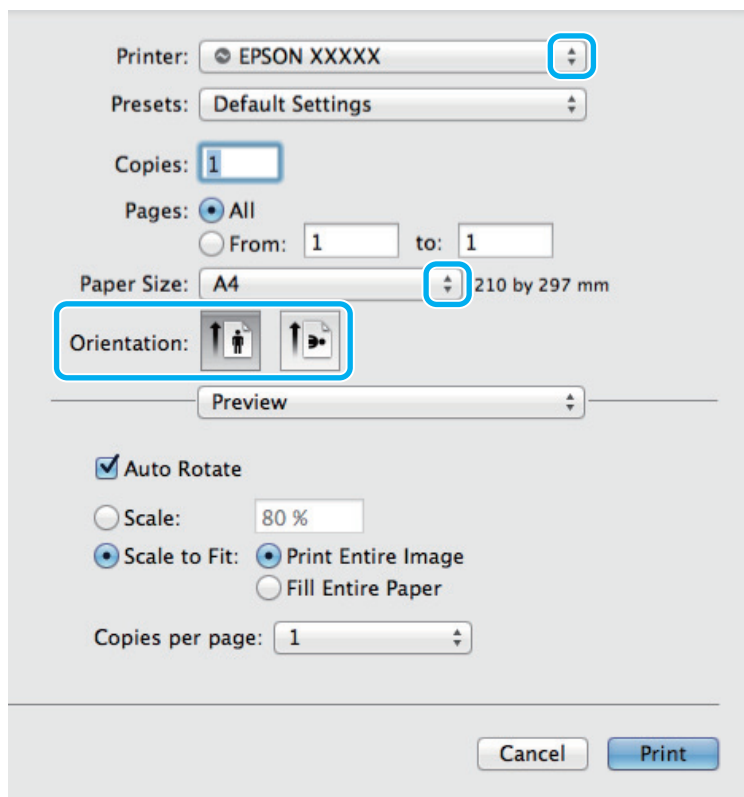 Printer: EPSON XXXXX
Presets: Default Settings
Copies: 1
Pages: All
From: 1 to: 1
Paper Size: A4 210 by 297 mm
Orientation:
Preview
Auto Rotate
Scale: 80 %
Scale to Fit: Print Entire Image
Fill Entire Paper
Copies per page: 1
Cancel Print